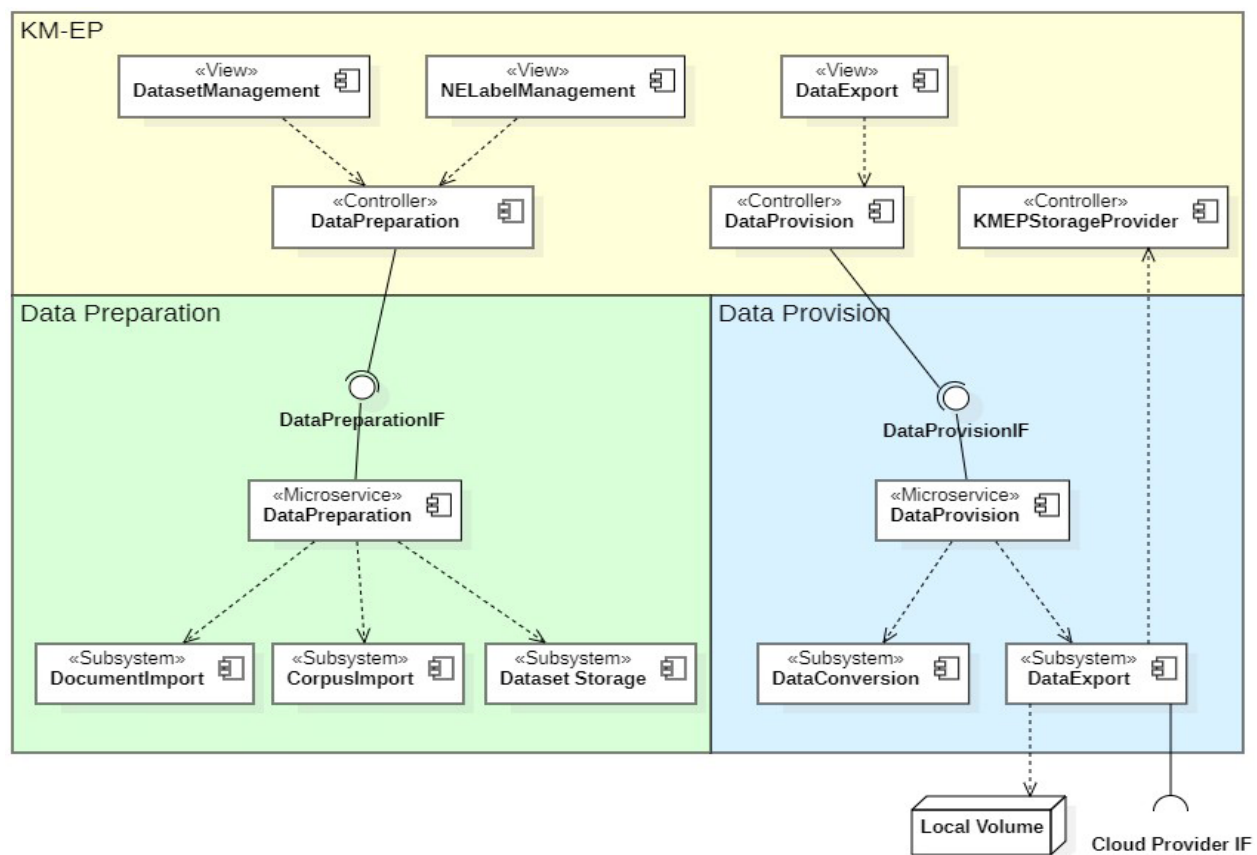 KM-EP
«View»
DatasetManagement
«View»
NELabelManagement
«View»
DataExport
«Controller»
DataPreparation
«Controller»
DataProvision
«Controller»
KMEPStorageProvider
Data Preparation
Data Provision
DataPreparationIF
DataProvisionIF
«Microservice»
DataPreparation
«Microservice»
DataProvision
«Subsystem»
DocumentImport
«Subsystem»
CorpusImport
«Subsystem»
Dataset Storage
«Subsystem»
DataConversion
«Subsystem»
DataExport
Local Volume
Cloud Provider IF